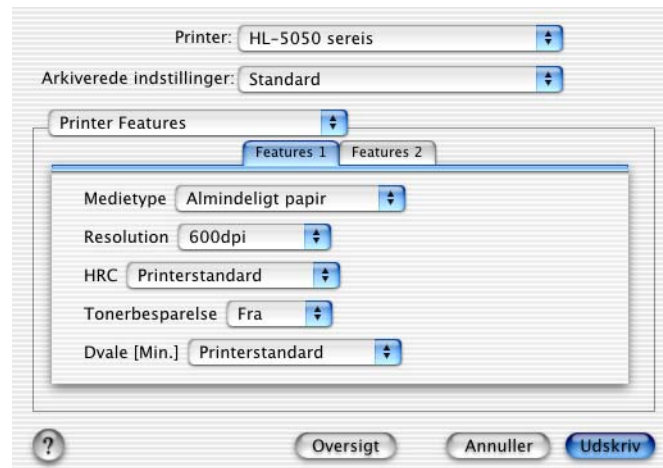 Printer: HL-5050 sereis
Arkiverede indstillinger: Standard
Printer Features
Features 1 Features 2
Medietype Almindeligt papir
Resolution 600dpi
HRC Printerstandard
Tonerbesparelse Fra
Dvale [Min.] Printerstandard
? Oversigt Annuller Udskriv